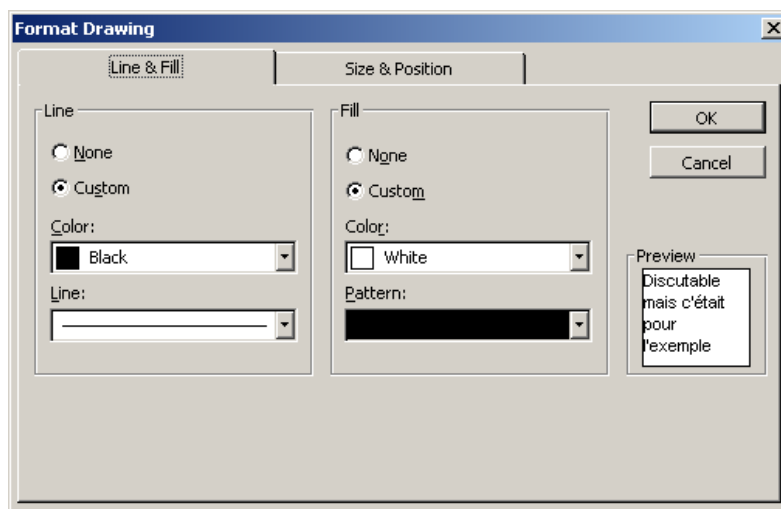 Format Drawing
Line & Fill
Size & Position
Line
None
Custom
Color:
Black
Line:
Fill
None
Custom
Color:
White
Pattern:
OK
Cancel
Preview
Discutable
mais c'était
pour
l'exemple